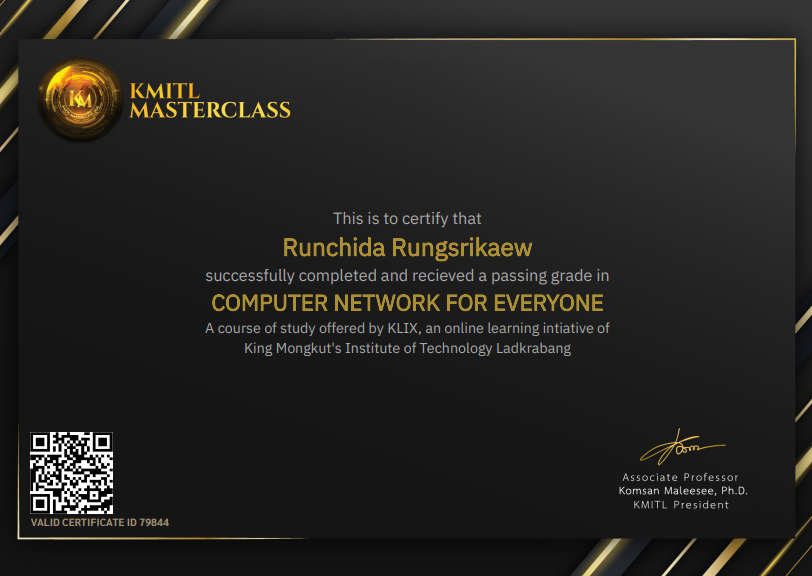 KMITL
MASTERCLASS
KM
This is to certify that
Runchida Rungsrikaew
successfully completed and recieved a passing grade in
COMPUTER NETWORK FOR EVERYONE
A course of study offered by KLIX, an online learning intiative of
King Mongkut's Institute of Technology Ladkrabang
VALID CERTIFICATE ID 79844
Associate Professor
Komsan Maleesee, Ph.D.
KMITL President